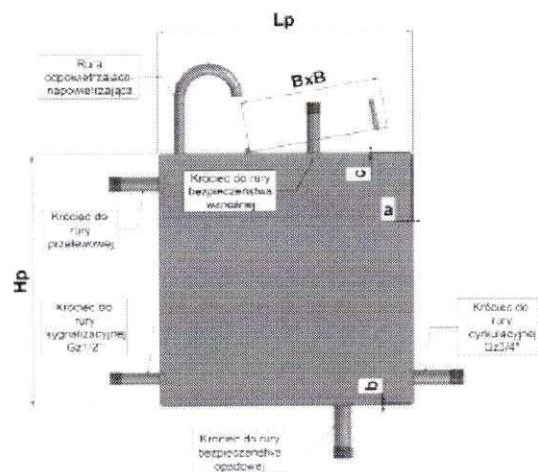 Lp
Rura
odpowietrzająco
napowietrzająca
BxB
Króciec do rury
bezpieczeństwa
wznośnej
c
a
Króciec do
rury
przelewowej
Hp
Króciec do
rury
sygnalizacyjnej
Gz1/2"
Króciec do
rury
cyrkulacyjnej
Gz3/4"
b
Króciec do rury
bezpieczeństwa
opadowej